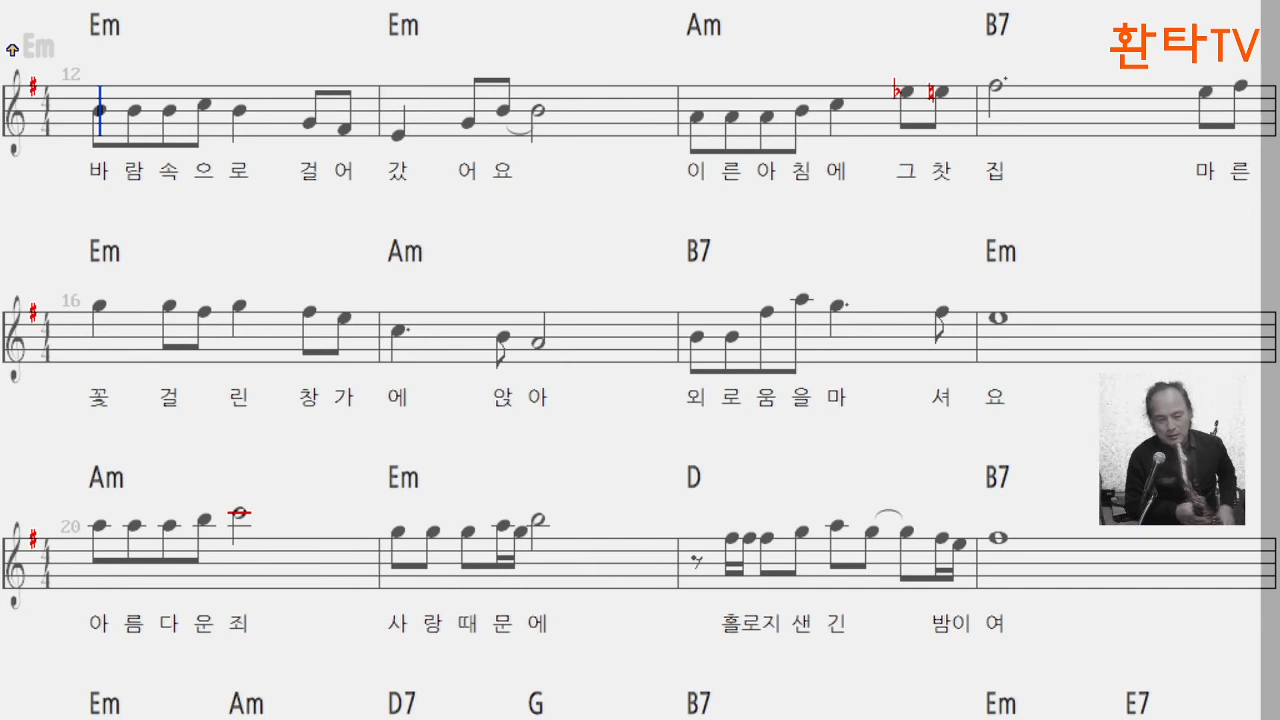 Em Em Am B7
환타TV
Em
12
바 람 속 으 로 걸 어 갔 어 요 이 른 아 침 에 그 찻 집 마 른
Em Am B7 Em
16
꽃 걸 린 창 가 에 앉 아 외 로 움 을 마 셔 요
Am Em D B7
20
아 름 다 운 죄 사 랑 때 문 에 홀로지 샌 긴 밤이 여
Em Am D7 G B7 Em E7